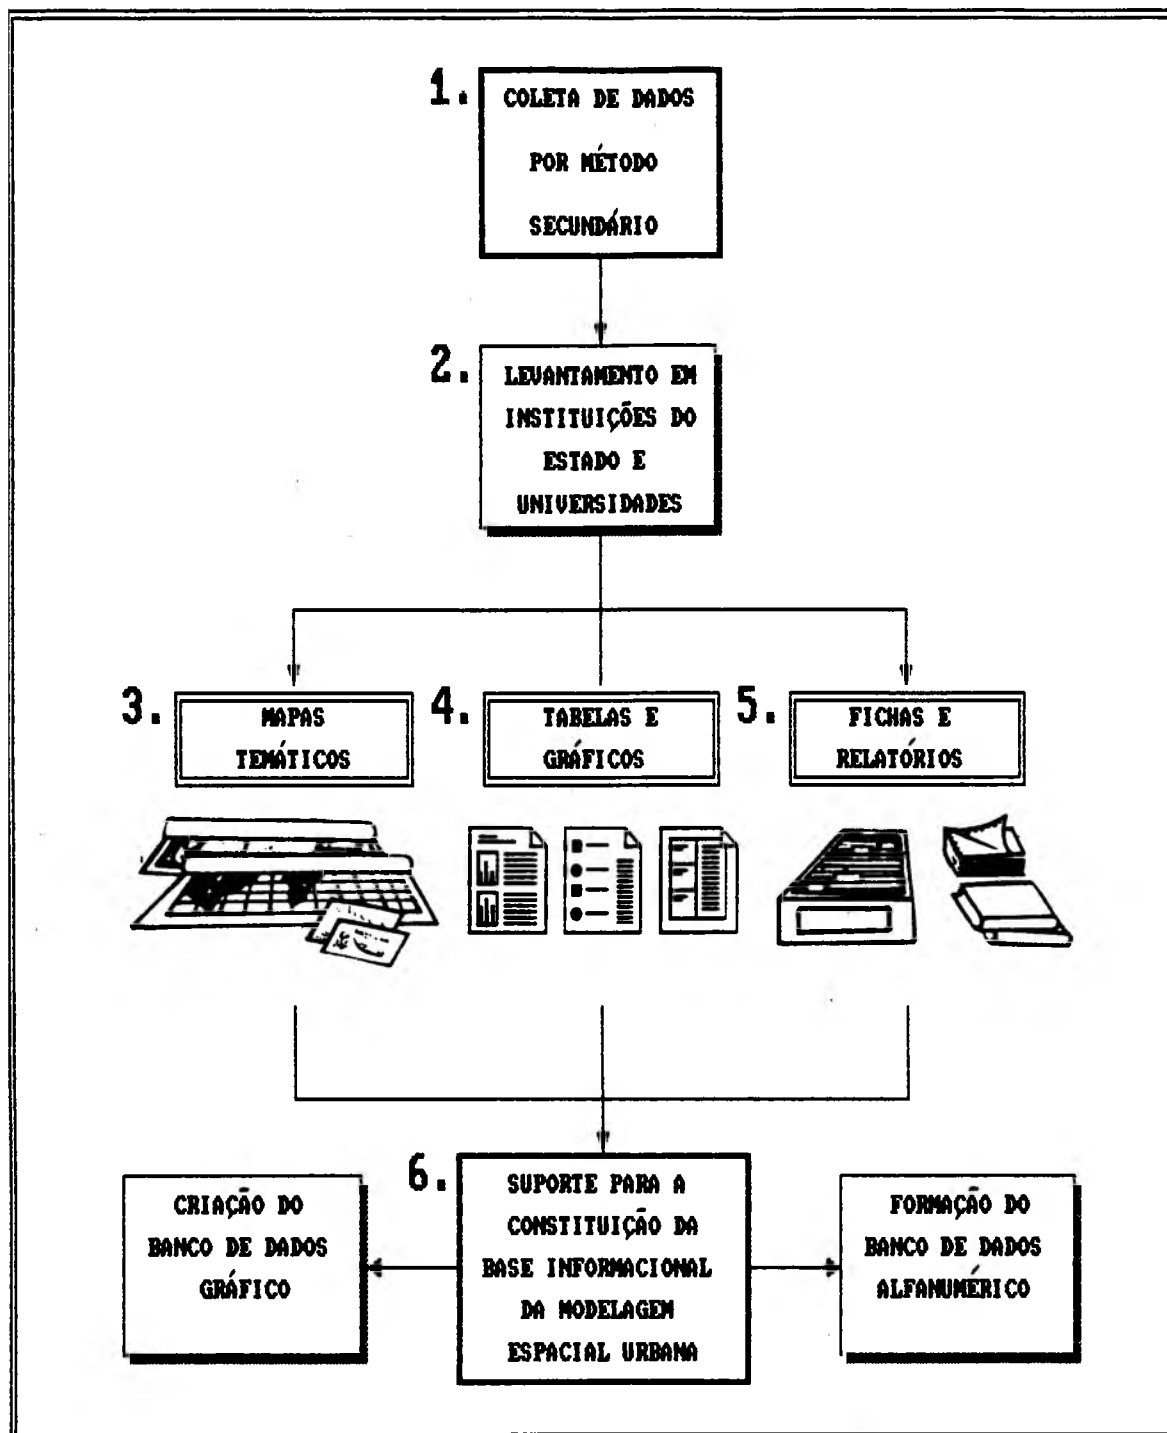 1.
COLETA DE DADOS
POR MÉTODO
SECUNDÁRIO
2.
LEVANTAMENTO EM
INSTITUIÇÕES DO
ESTADO E
UNIVERSIDADES
3.
MAPAS
TEMÁTICOS
4.
TABELAS E
GRÁFICOS
5.
FICHAS E
RELATÓRIOS
CRIAÇÃO DO
BANCO DE DADOS
GRÁFICO
6.
SUPORTE PARA A
CONSTITUIÇÃO DA
BASE INFORMACIONAL
DA MODELAGEM
ESPACIAL URBANA
FORMAÇÃO DO
BANCO DE DADOS
ALFANUMÉRICO